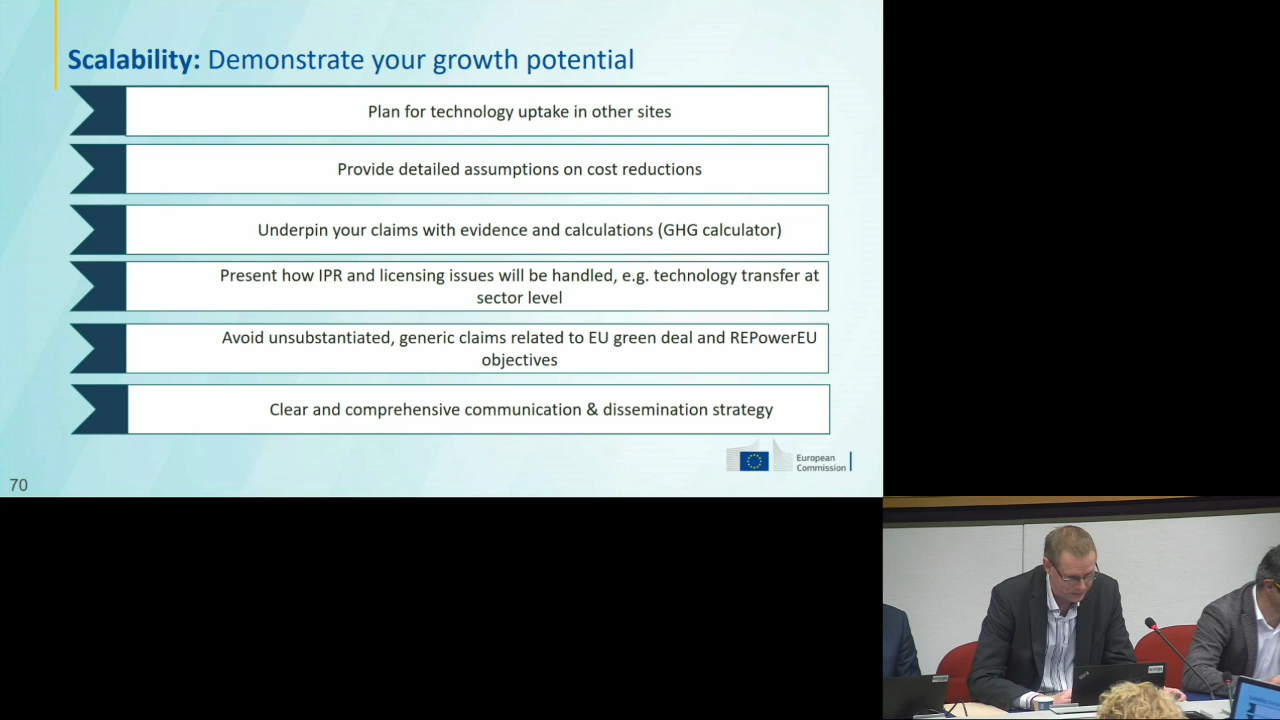 Scalability: Demonstrate your growth potential
Plan for technology uptake in other sites
Provide detailed assumptions on cost reductions
Underpin your claims with evidence and calculations (GHG calculator)
Present how IPR and licensing issues will be handled, e.g. technology transfer at
sector level
Avoid unsubstantiated, generic claims related to EU green deal and REPowerEU
objectives
Clear and comprehensive communication & dissemination strategy
European
Commission
70